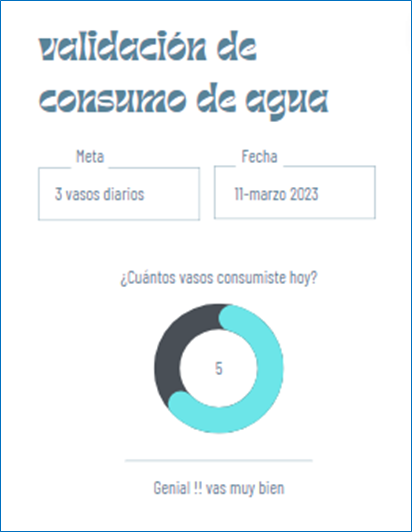 validación de
consumo de agua
Meta
Fecha
3 vasos diarios
11-marzo 2023
¿Cuántos vasos consumiste hoy?
5
Genial !! vas muy bien